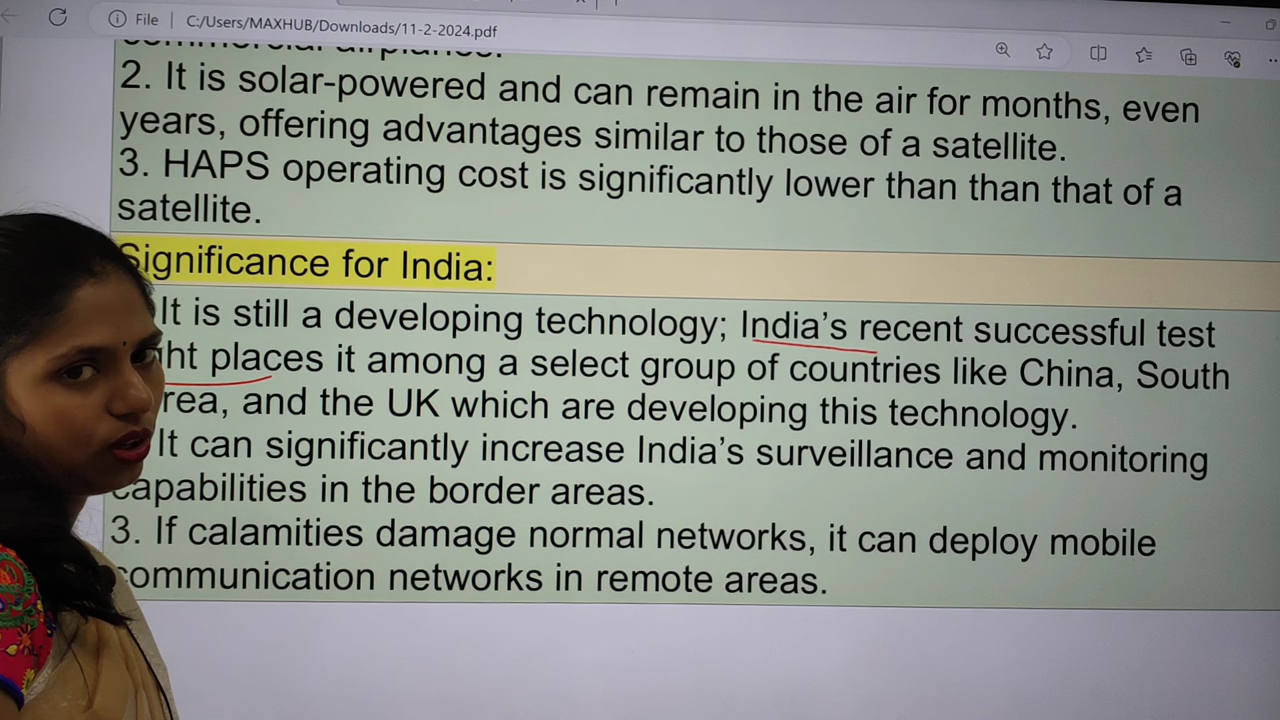 File | C:/Users/MAXHUB/Downloads/11-2-2024.pdf
commercial airplanes.
2. It is solar-powered and can remain in the air for months, even
years, offering advantages similar to those of a satellite.
3. HAPS operating cost is significantly lower than than that of a
satellite.
Significance for India:
It is still a developing technology; India's recent successful test
places it among a select group of countries like China, South
and the UK which are developing this technology.
It can significantly increase India's surveillance and monitoring
capabilities in the border areas.
3. If calamities damage normal networks, it can deploy mobile
communication networks in remote areas.